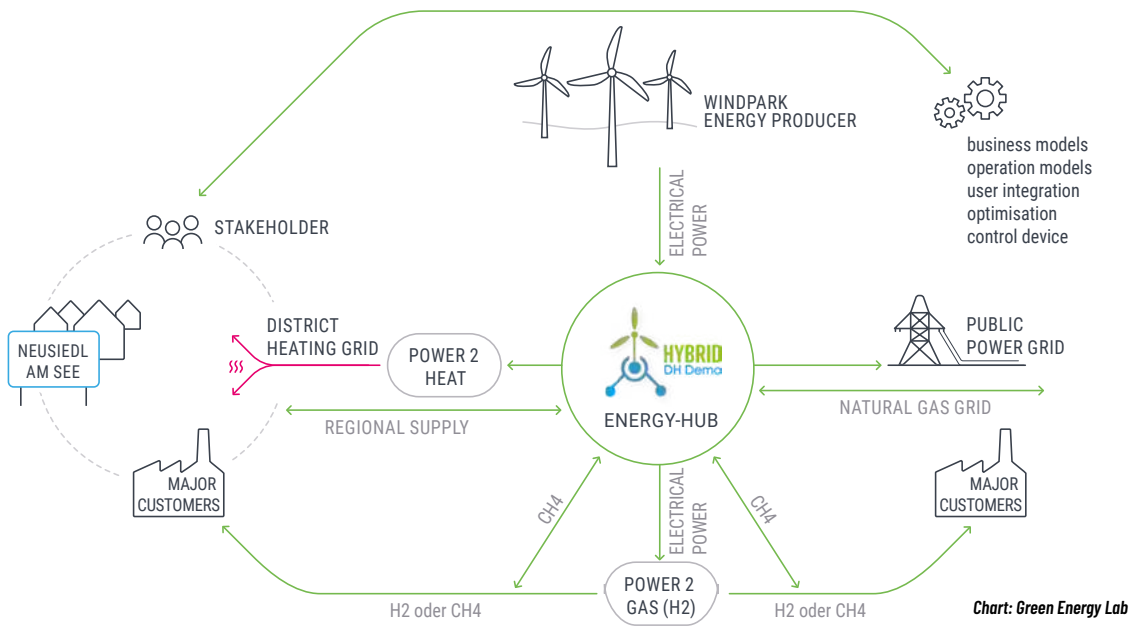 WINDPARK
ENERGY PRODUCER
business models
operation models
user integration
optimisation
control device
STAKEHOLDER
ELECTRICAL
POWER
NEUSIEDL
AM SEE
DISTRICT
HEATING GRID
POWER 2
HEAT
HYBRID
DH Demo
ENERGY-HUB
PUBLIC
POWER GRID
REGIONAL SUPPLY
NATURAL GAS GRID
MAJOR
CUSTOMERS
CH4
ELECTRICAL
POWER
CH4
MAJOR
CUSTOMERS
H2 oder CH4
POWER 2
GAS (H2)
H2 oder CH4
Chart: Green Energy Lab